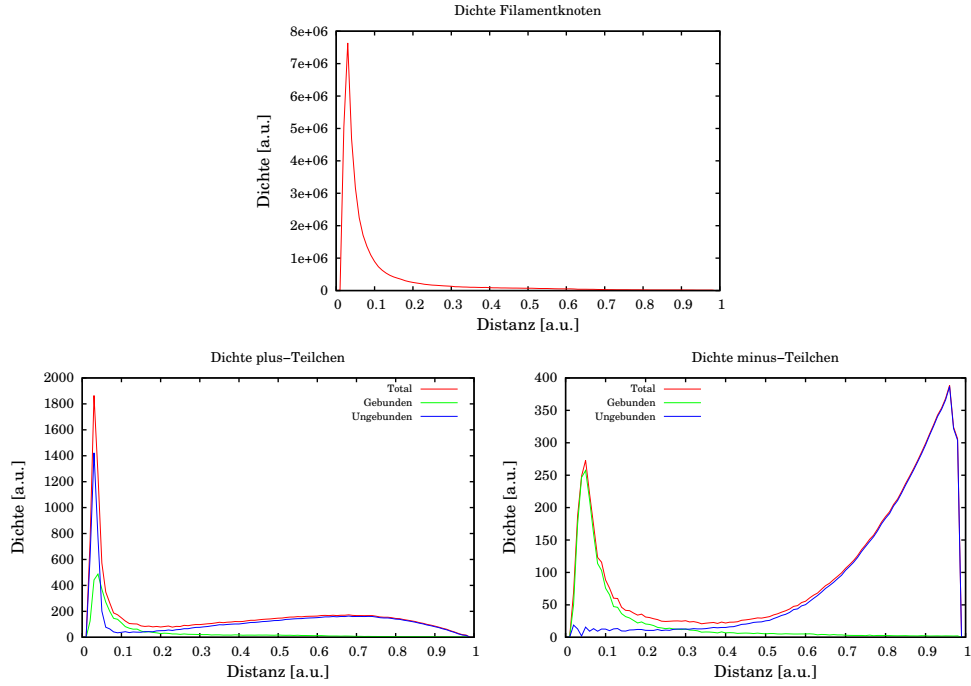 Dichte Filamentknoten
8e+06
7e+06
6e+06
5e+06
4e+06
3e+06
2e+06
1e+06
0
0 0.1 0.2 0.3 0.4 0.5 0.6 0.7 0.8 0.9 1
Dichte [a.u.]
Distanz [a.u.]
Dichte plus−Teilchen
2000
1800
1600
1400
1200
1000
800
600
400
200
0
0 0.1 0.2 0.3 0.4 0.5 0.6 0.7 0.8 0.9 1
Dichte [a.u.]
Distanz [a.u.]
Total
Gebunden
Ungebunden
Dichte minus−Teilchen
400
350
300
250
200
150
100
50
0
0 0.1 0.2 0.3 0.4 0.5 0.6 0.7 0.8 0.9 1
Dichte [a.u.]
Distanz [a.u.]
Total
Gebunden
Ungebunden